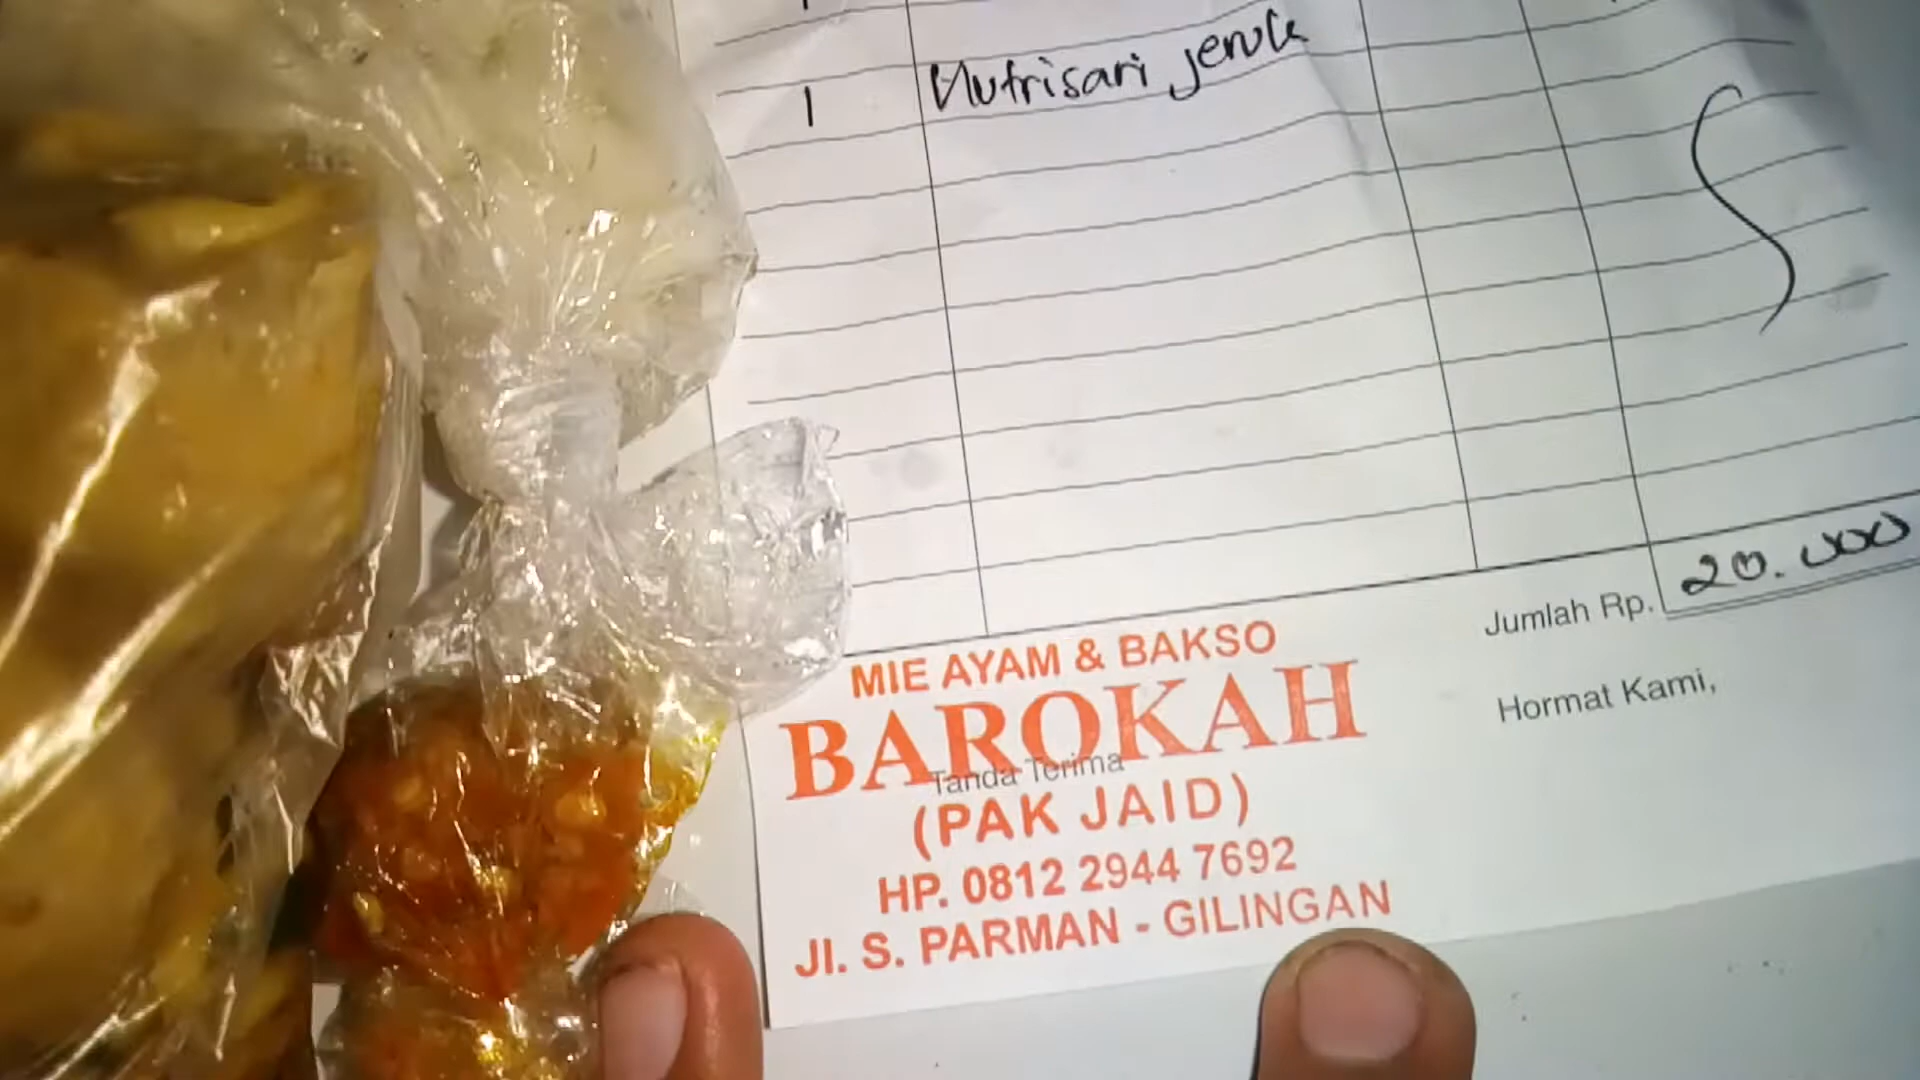 1 Nutrisari jeruk
Jumlah Rp. 20.000
MIE AYAM & BAKSO
BAROKAH
Tanda Terima
Hormat Kami,
(PAK JAID)
HP. 0812 2944 7692
Jl. S. PARMAN - GILINGAN